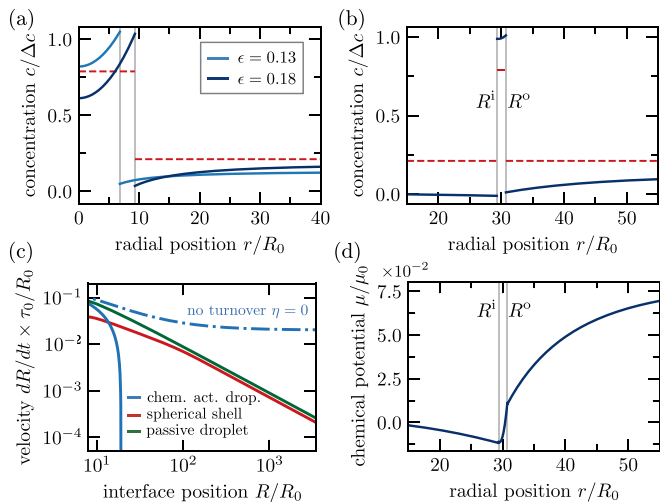 (a)
concentration c/Δc
1.0
0.5
0.0
ϵ = 0.13
ϵ = 0.18
0
10
20
30
40
radial position r/R₀
(b)
concentration c/Δc
1.0
0.5
0.0
Rⁱ
Rᵒ
20
30
40
50
radial position r/R₀
(c)
velocity dR/dt × τ₀/R₀
10⁻¹
10⁻²
10⁻³
10⁻⁴
no turnover η = 0
chem. act. drop.
spherical shell
passive droplet
10¹
10²
10³
interface position R/R₀
(d)
×10⁻²
chemical potential μ/μ₀
7.5
5.0
2.5
0.0
Rⁱ
Rᵒ
20
30
40
50
radial position r/R₀